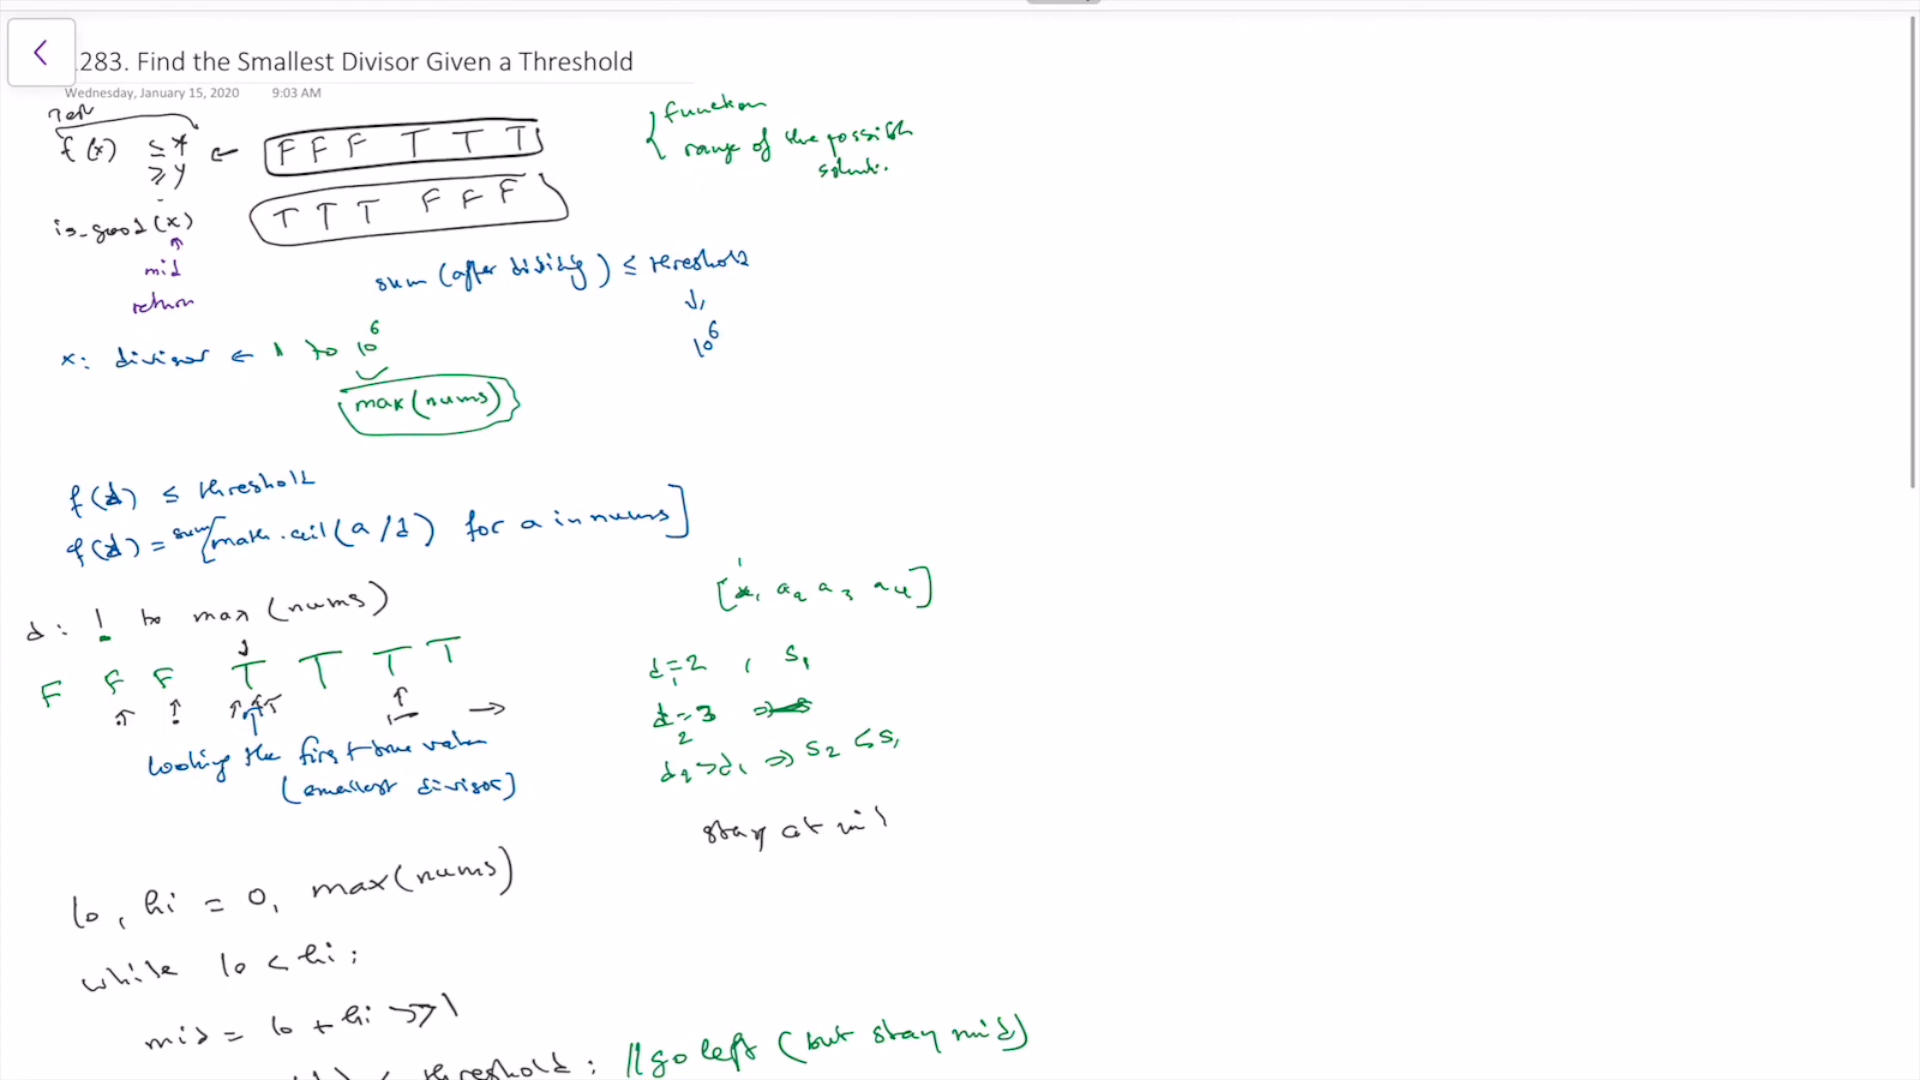 283. Find the Smallest Divisor Given a Threshold
Wednesday, January 15, 2020 9:03 AM
f(x) ≤ y ← F F F T T T
≥ y
T T T F F F
is_good(x)
↑
mid
return
{ function
range of the possible
sum (after dividing) ≤ threshold
↓
10^6
x: divisor ← 1 to 10^6
max(nums)
f(d) ≤ threshold
f(d) = sum[math.ceil(a/d) for a in nums]
d: 1 to max(nums)
F F F T T T T
looking the first true value
(smallest divisor)
[a1 a2 a3 a4]
d1=2, S1
d2=3 ⇒
d2>d1 ⇒ S2 ≤ S1
stay at mid
lo, hi = 0, max(nums)
while lo < hi:
mid = lo + hi >> 1
threshold: // go left (but stay mid)